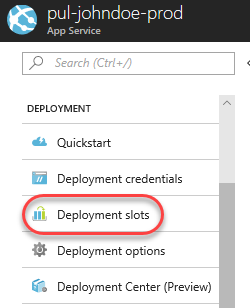 pul-johndoe-prod
App Service
Search (Ctrl+/)
DEPLOYMENT
Quickstart
Deployment credentials
Deployment slots
Deployment options
Deployment Center (Preview)